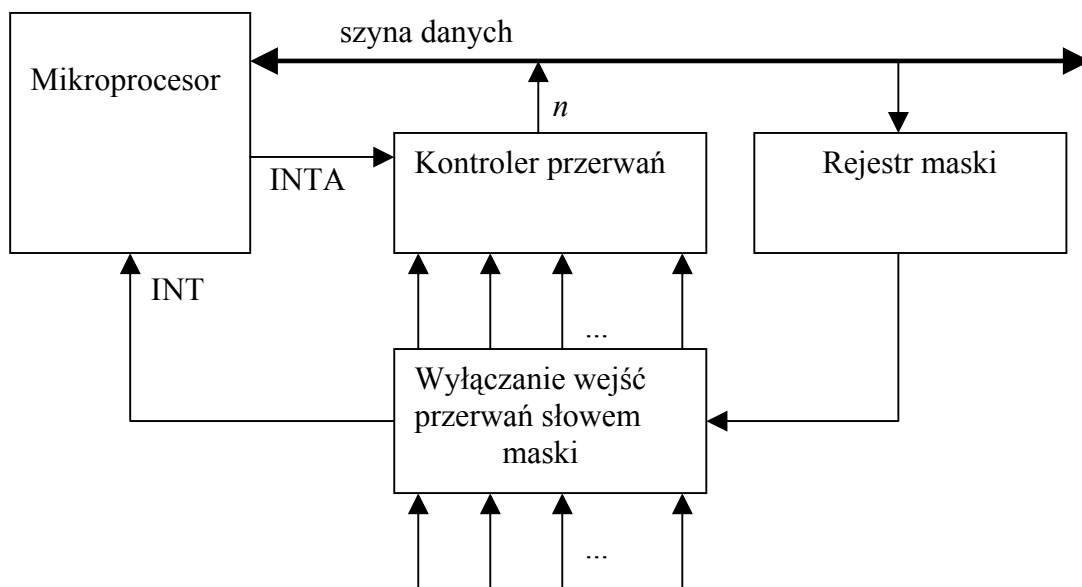 szyna danych
Mikroprocesor
n
Kontroler przerwań
Rejestr maski
INTA
INT
...
Wyłączanie wejść
przerwań słowem
maski
...